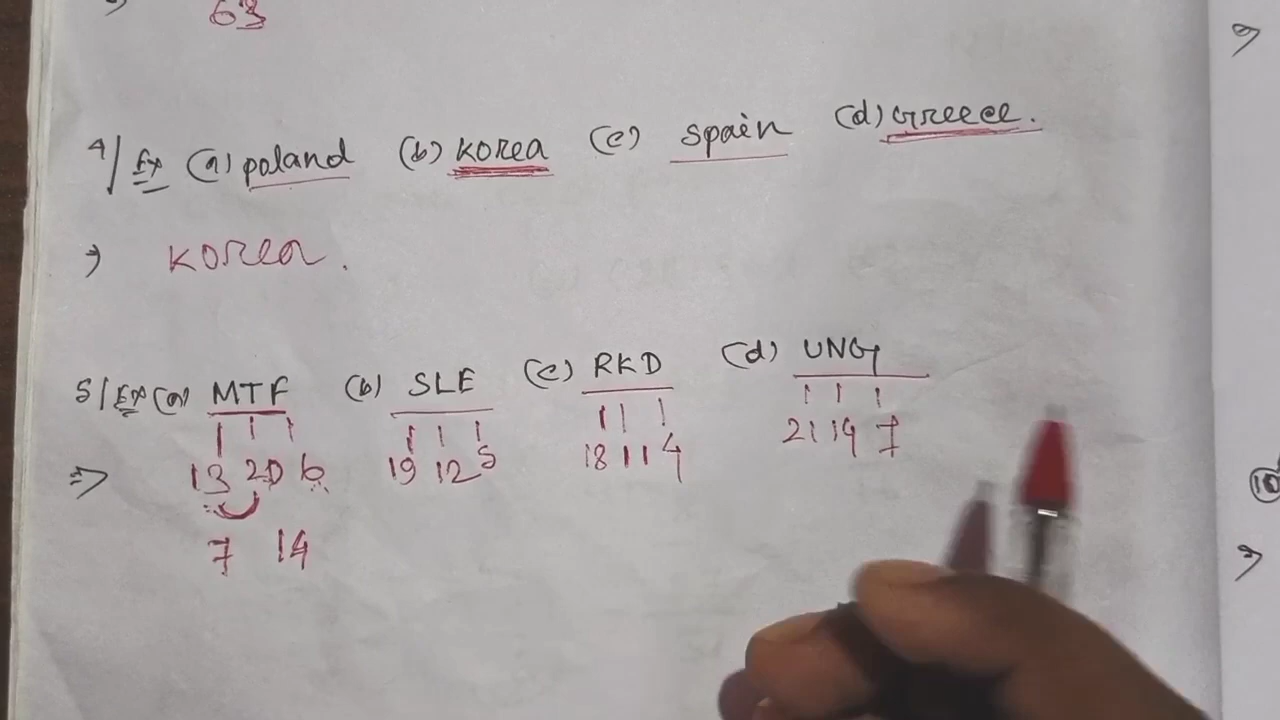 63
4/ Ex (a) poland (b) korea (c) spain (d) Greece.
⇒ korea.
5/ Ex (a) MTF (b) SLE (c) RKD (d) UNG
⇒ 13 20 6 19 12 5 18 11 4 21 14 7
7 14
10